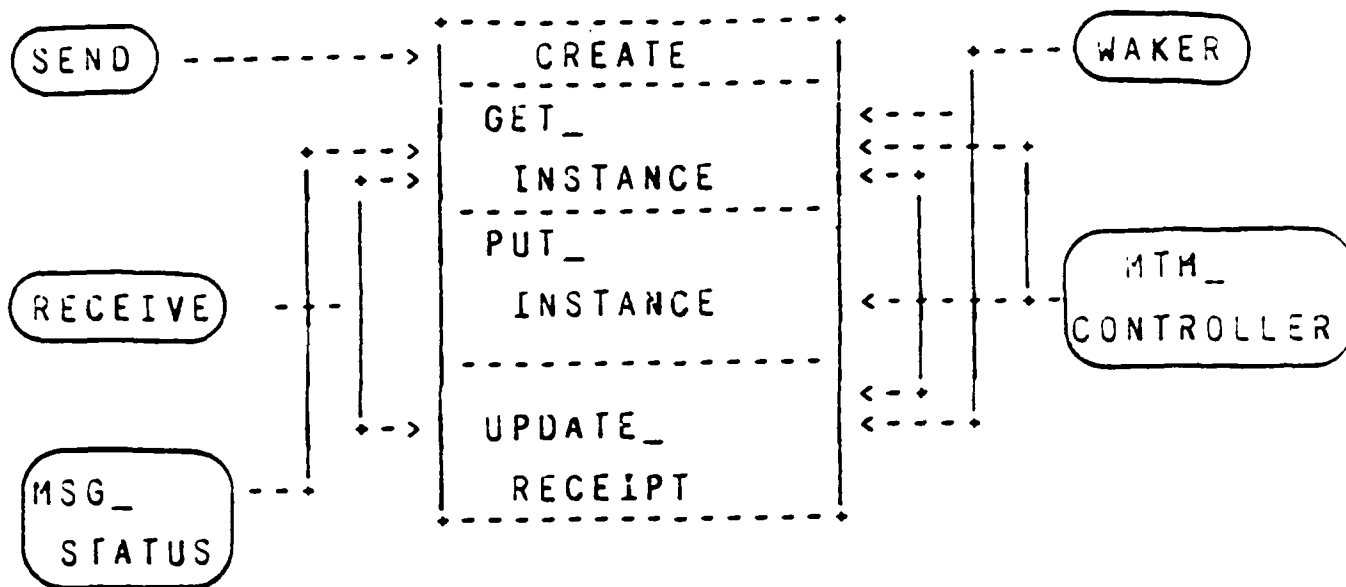 SEND
CREATE
WAKER
GET_
INSTANCE
PUT_
INSTANCE
RECEIVE
MTM_
CONTROLLER
UPDATE_
RECEIPT
MSG_
STATUS